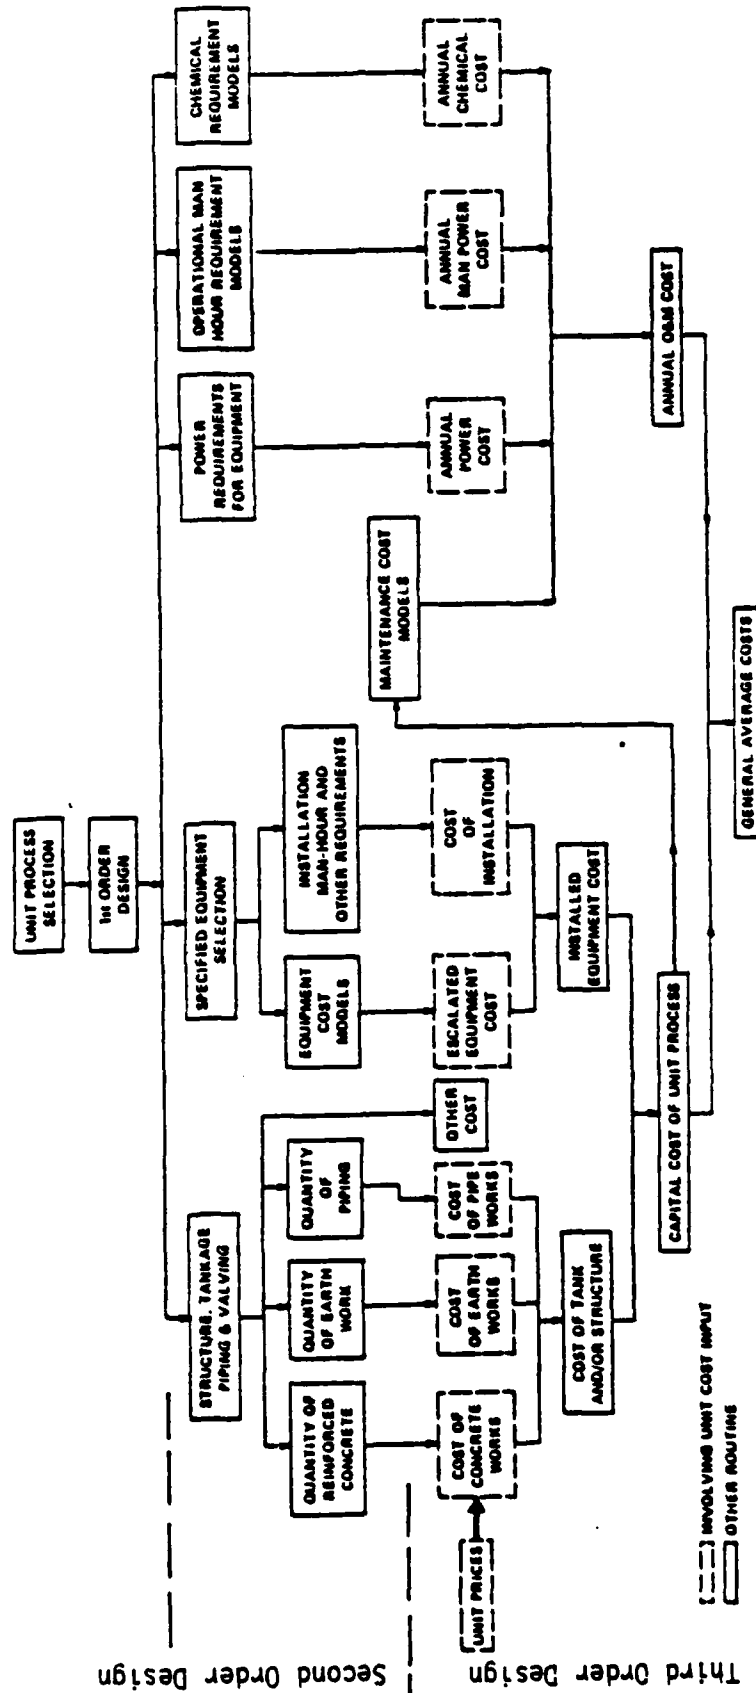 UNIT PROCESS
SELECTION
1st ORDER
DESIGN
STRUCTURE, TANKAGE
PIPING & VALVING
SPECIFIED EQUIPMENT
SELECTION
POWER
REQUIREMENTS
FOR EQUIPMENT
OPERATIONAL MAN
HOUR REQUIREMENT
MODELS
CHEMICAL
REQUIREMENT
MODELS
Second Order Design
QUANTITY OF
REINFORCED
CONCRETE
QUANTITY
OF EARTH
WORK
QUANTITY
OF
PIPING
EQUIPMENT
COST
MODELS
INSTALLATION
MAN-HOUR AND
OTHER REQUIREMENTS
MAINTENANCE COST
MODELS
Third Order Design
UNIT PRICES
COST OF
CONCRETE
WORKS
COST
OF EARTH
WORKS
COST
OF PIPE
WORKS
OTHER
COST
ESCALATED
EQUIPMENT
COST
COST
OF
INSTALLATION
ANNUAL
POWER
COST
ANNUAL
MAN POWER
COST
ANNUAL
CHEMICAL
COST
COST OF TANK
AND/OR STRUCTURE
INSTALLED
EQUIPMENT COST
ANNUAL O&M COST
CAPITAL COST OF UNIT PROCESS
GENERAL AVERAGE COSTS
INVOLVING UNIT COST INPUT
OTHER ROUTINE